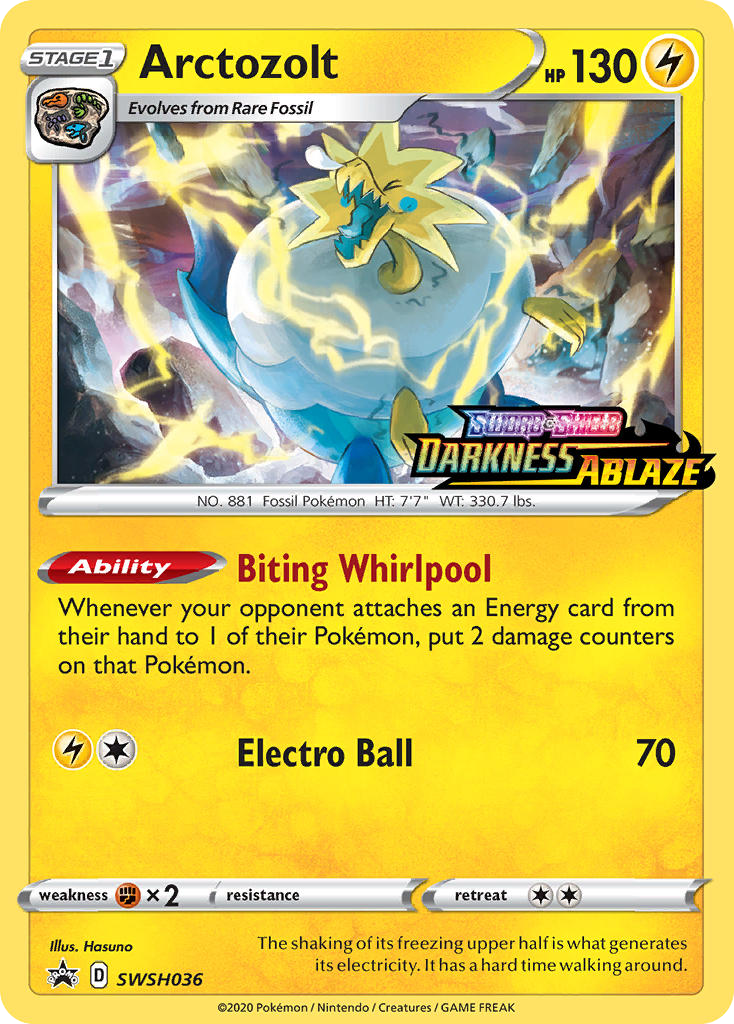 STAGE1
Arctozolt
HP 130
Evolves from Rare Fossil
SWORD & SHIELD
DARKNESS ABLAZE
NO. 881 Fossil Pokémon HT: 7'7" WT: 330.7 lbs.
Ability
Biting Whirlpool
Whenever your opponent attaches an Energy card from
their hand to 1 of their Pokémon, put 2 damage counters
on that Pokémon.
Electro Ball 70
weakness ×2 resistance retreat
Illus. Hasuno
The shaking of its freezing upper half is what generates
its electricity. It has a hard time walking around.
PROMO
D SWSH036
©2020 Pokémon / Nintendo / Creatures / GAME FREAK